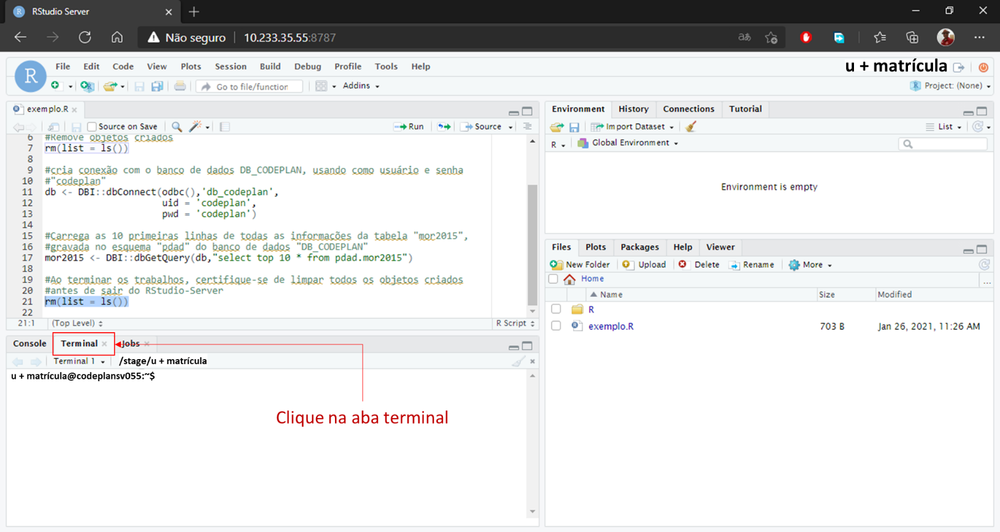 RStudio Server
Não seguro
10.233.35.55:8787
aあ
R
File Edit Code View Plots Session Build Debug Profile Tools Help
u + matrícula
Go to file/function
Addins
Project: (None)
exemplo.R
Source on Save
Run
Source
6 #Remove objetos criados
7 rm(list = ls())
8
9 #cria conexão com o banco de dados DB_CODEPLAN, usando como usuário e senha
10 #"codeplan"
11 db <- DBI::dbConnect(odbc(),'db_codeplan',
12 uid = 'codeplan',
13 pwd = 'codeplan')
14
15 #Carrega as 10 primeiras linhas de todas as informações da tabela "mor2015",
16 #gravada no esquema "pdad" do banco de dados "DB_CODEPLAN"
17 mor2015 <- DBI::dbGetQuery(db,"select top 10 * from pdad.mor2015")
18
19 #Ao terminar os trabalhos, certifique-se de limpar todos os objetos criados
20 #antes de sair do RStudio-Server
21 rm(list = ls())
22
21:1 (Top Level) R Script
Console Terminal Jobs
Terminal 1 /stage/u + matrícula
u + matrícula@codeplansv055:~$
Clique na aba terminal
Environment History Connections Tutorial
Import Dataset
List
R Global Environment
Environment is empty
Files Plots Packages Help Viewer
New Folder Upload Delete Rename More
Home
...
Name Size Modified
R
exemplo.R 703 B Jan 26, 2021, 11:26 AM